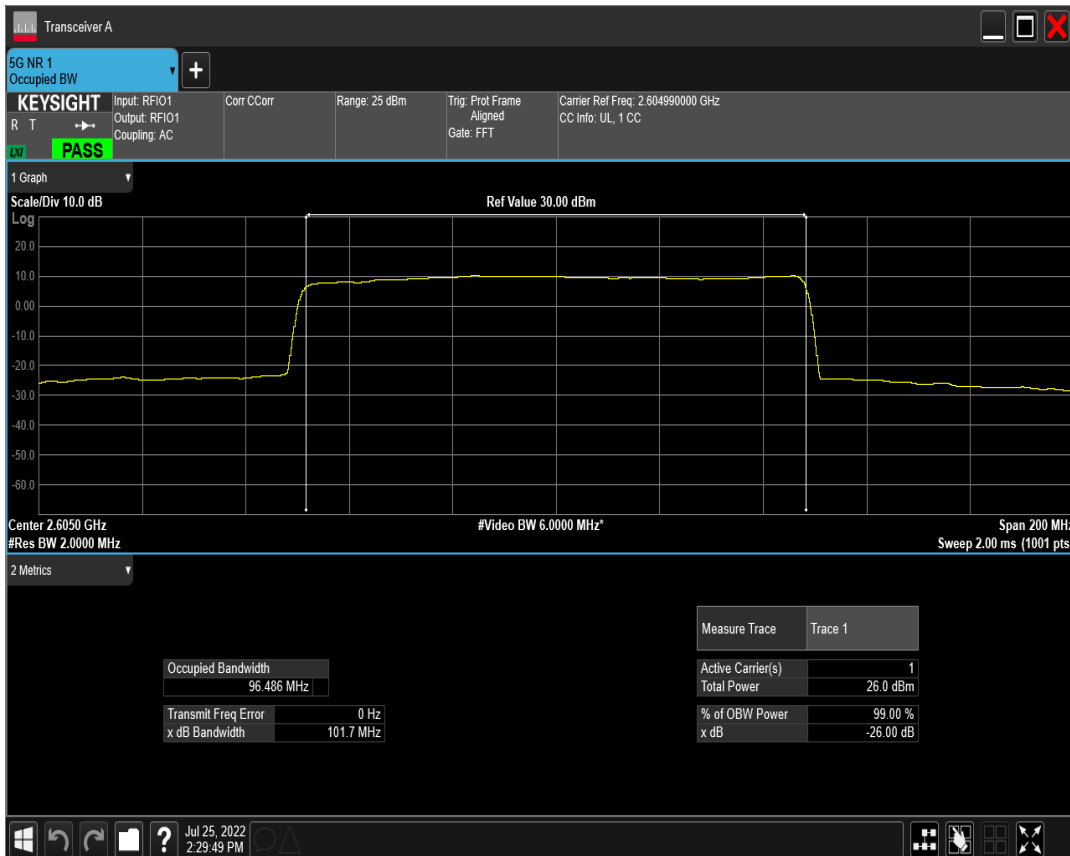 Transceiver A
5G NR 1
Occupied BW
+
KEYSIGHT
R T
LXI
PASS
Input: RFIO1
Output: RFIO1
Coupling: AC
Corr CCorr
Range: 25 dBm
Trig: Prot Frame
Aligned
Gate: FFT
Carrier Ref Freq: 2.604990000 GHz
CC Info: UL, 1 CC
1 Graph
Scale/Div 10.0 dB
Ref Value 30.00 dBm
Log
20.0
10.0
0.00
-10.0
-20.0
-30.0
-40.0
-50.0
-60.0
Center 2.6050 GHz
#Video BW 6.0000 MHz*
Span 200 MHz
#Res BW 2.0000 MHz
Sweep 2.00 ms (1001 pts
2 Metrics
Measure Trace Trace 1
Occupied Bandwidth
96.486 MHz
Active Carrier(s) 1
Total Power 26.0 dBm
Transmit Freq Error 0 Hz
x dB Bandwidth 101.7 MHz
% of OBW Power 99.00 %
x dB -26.00 dB
?
Jul 25, 2022
2:29:49 PM